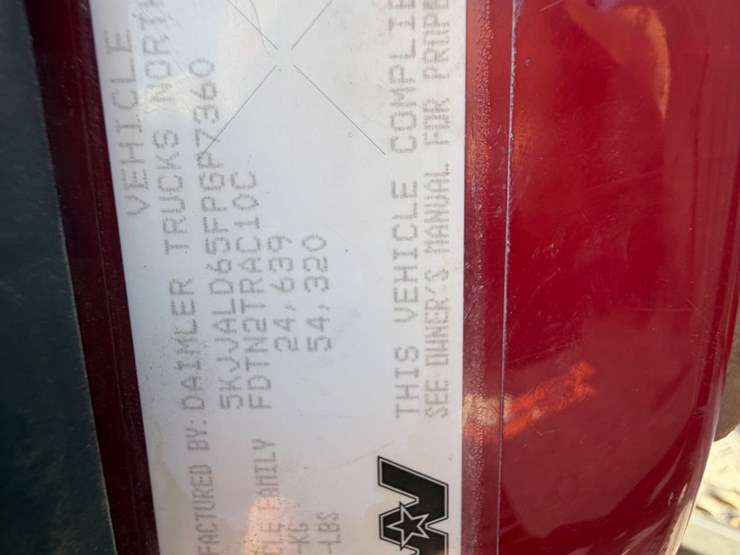 VEHICLE
FACTURED BY: DAIMLER TRUCKS NORTH
5KJJALD65FPGP7360
CLE FAMILY FDTN2TRAC10C
-KG 24,639
-LBS 54,320
THIS VEHICLE COMPLIE
SEE OWNER'S MANUAL FOR PROPE